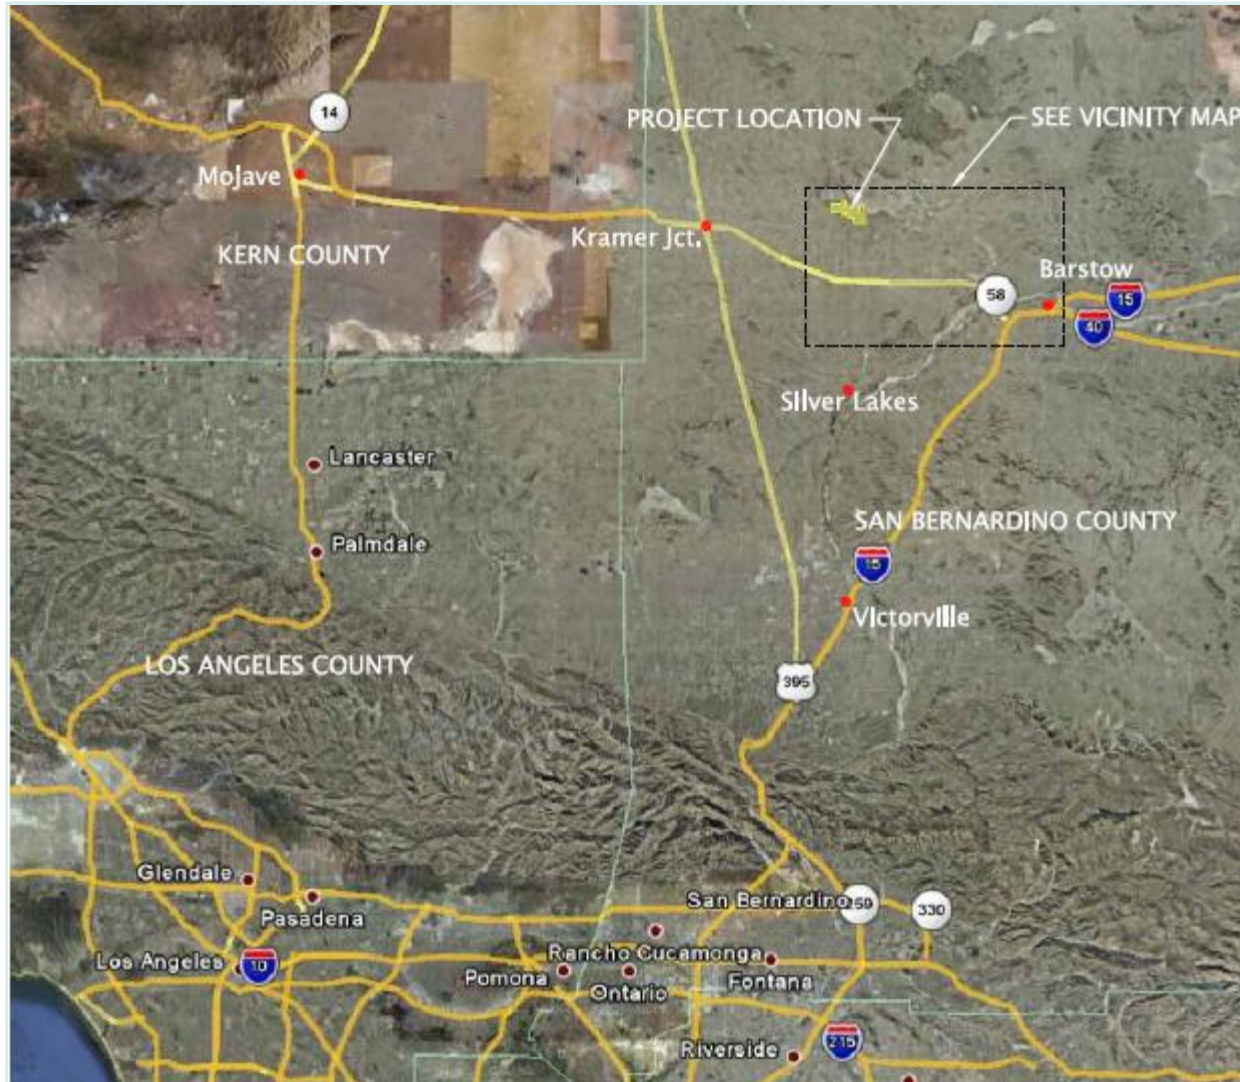 14
PROJECT LOCATION
SEE VICINITY MAP
Mojave
KERN COUNTY
Kramer Jct.
Barstow
58
15
40
Silver Lakes
Lancaster
Palmdale
SAN BERNARDINO COUNTY
15
Victorville
LOS ANGELES COUNTY
395
Glendale
Pasadena
San Bernardino
330
Los Angeles
10
Rancho Cucamonga
Pomona
Ontario
Fontana
Riverside
215